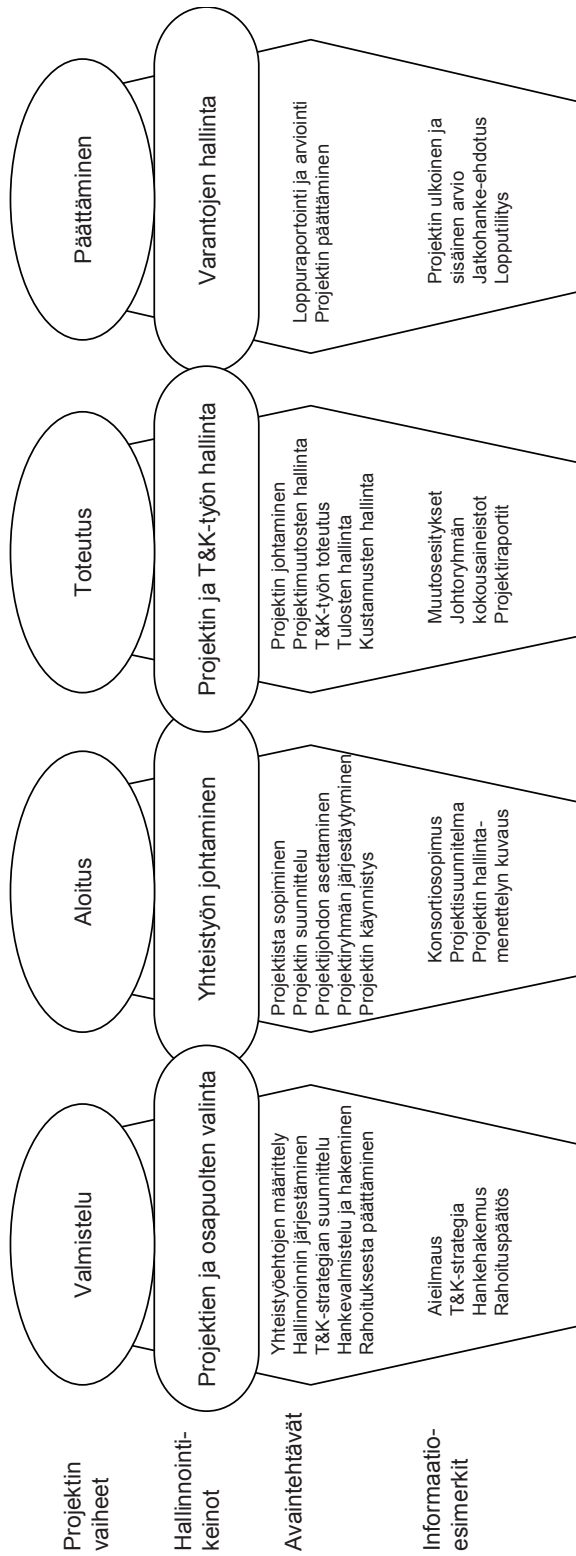 Projektin
vaiheet
Valmistelu
Aloitus
Toteutus
Päättäminen
Hallinnointi-
keinot
Projektien ja osapuolten valinta
Yhteistyön johtaminen
Projektin ja T&K-työn hallinta
Varantojen hallinta
Avaintehtävät
Yhteistyöehtojen määrittely
Hallinnoinnin järjestäminen
T&K-strategian suunnittelu
Hankevalmistelu ja hakeminen
Rahoituksesta päättäminen
Projektista sopiminen
Projektin suunnittelu
Projektijohdon asettaminen
Projektiryhmän järjestäytyminen
Projektin käynnistys
Projektin johtaminen
Projektimuutosten hallinta
T&K-työn toteutus
Tulosten hallinta
Kustannusten hallinta
Loppuraportointi ja arviointi
Projektin päättäminen
Informaatio-
esimerkit
Aieilmaus
T&K-strategia
Hankehakemus
Rahoituspäätös
Konsortiosopimus
Projektisuunnitelma
Projektin hallinta-
menettelyn kuvaus
Muutosesitykset
Johtoryhmän
kokousaineistot
Projektiraportit
Projektin ulkoinen ja
sisäinen arvio
Jatkohanke-ehdotus
Lopputilitys